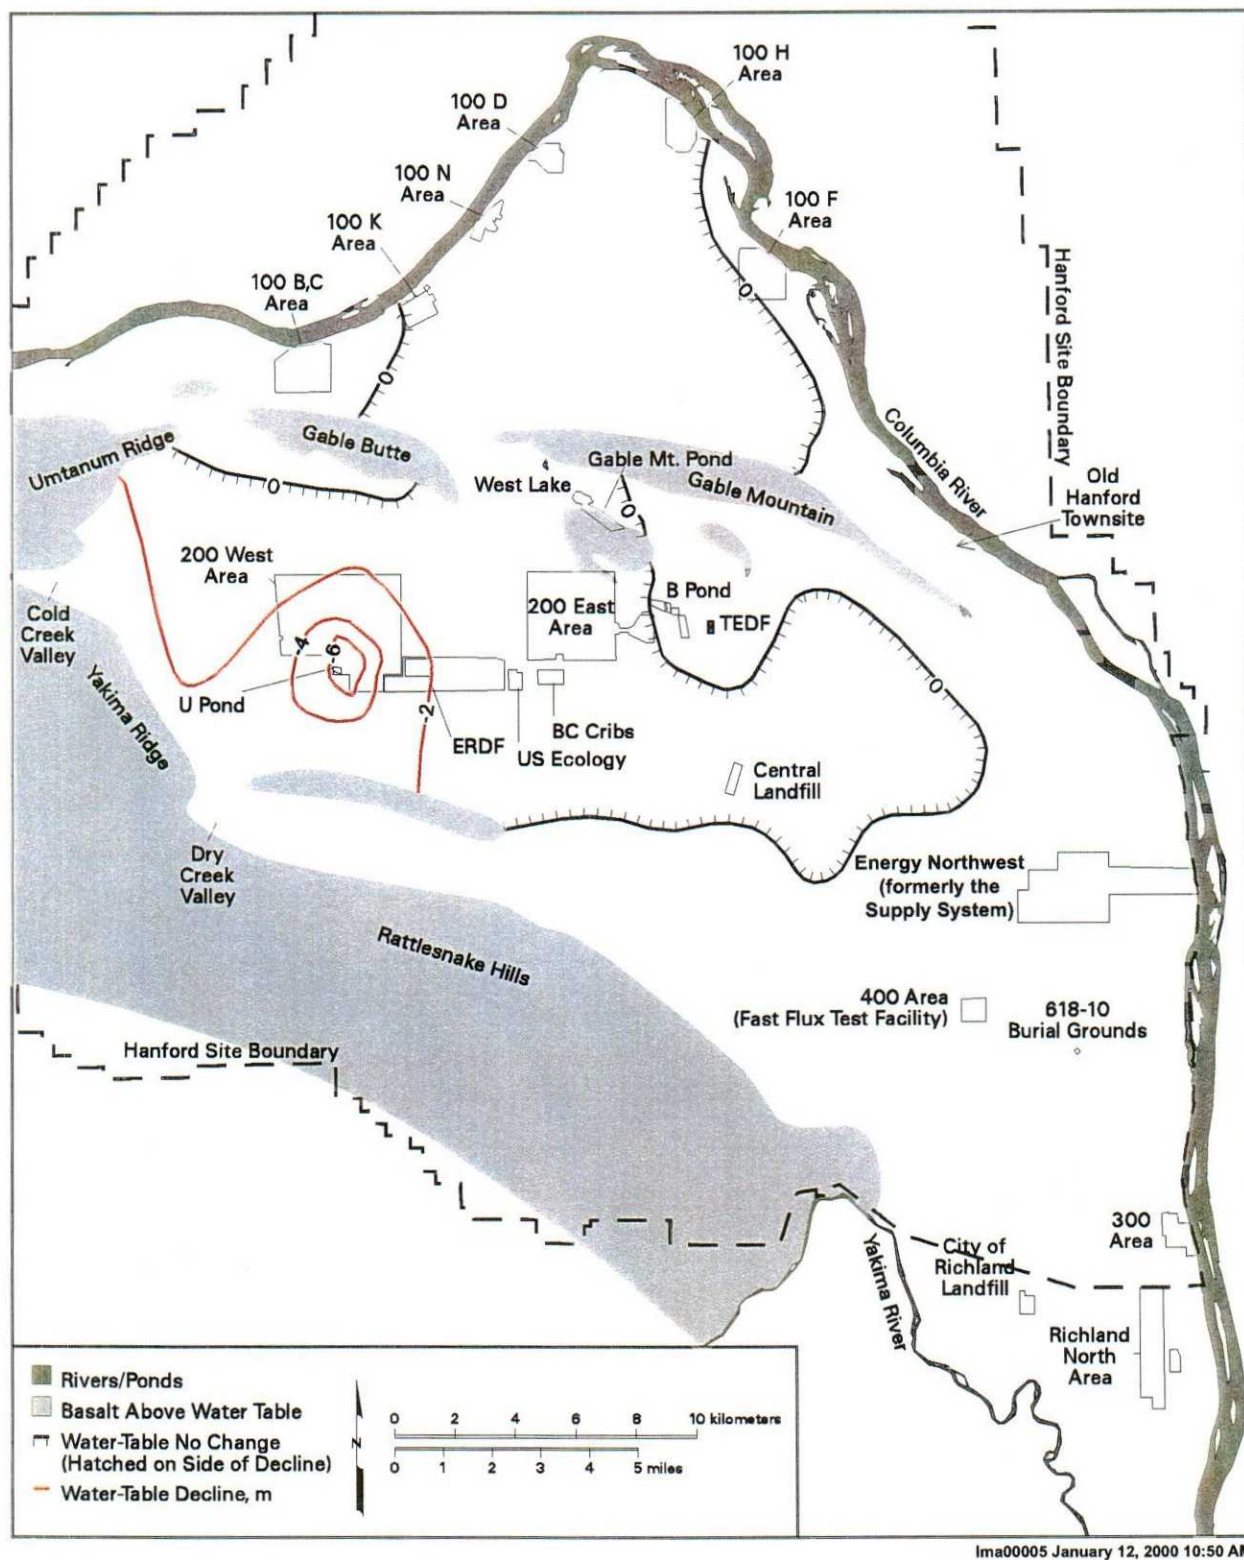 100 H
Area
100 D
Area
100 N
Area
100 F
Area
100 K
Area
100 B,C
Area
0
0
Hanford Site Boundary
Columbia River
Umtanum Ridge
Gable Butte
Gable Mt. Pond
West Lake
Gable Mountain
Old
Hanford
Townsite
0
0
200 West
Area
Cold
Creek
Valley
200 East
Area
B Pond
TEDF
-4
-6
-2
0
U Pond
Yakima Ridge
ERDF
BC Cribs
US Ecology
Central
Landfill
Dry
Creek
Valley
Energy Northwest
(formerly the
Supply System)
Rattlesnake Hills
400 Area
(Fast Flux Test Facility)
618-10
Burial Grounds
Hanford Site Boundary
300
Area
City of
Richland
Landfill
Yakima River
Richland
North
Area
Rivers/Ponds
Basalt Above Water Table
Water-Table No Change
(Hatched on Side of Decline)
Water-Table Decline, m
N
0 2 4 6 8 10 kilometers
0 1 2 3 4 5 miles
lma00005 January 12, 2000 10:50 AM